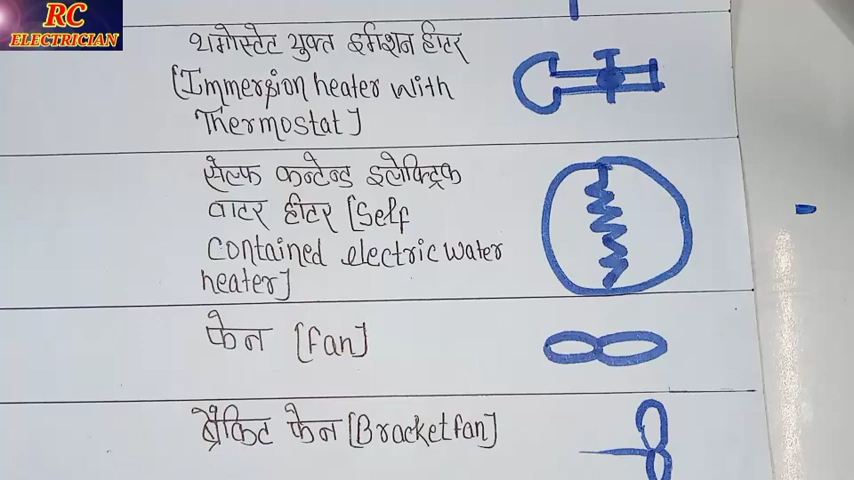 RC
ELECTRICIAN
थर्मोस्टेट युक्त इमर्शन हीटर
[Immersion heater with
Thermostat]
सेल्फ कन्टेन्ड इलेक्ट्रिक
वाटर हीटर [Self
contained electric water
heater]
फेन [fan]
ब्रैकिट फेन [Bracket fan]